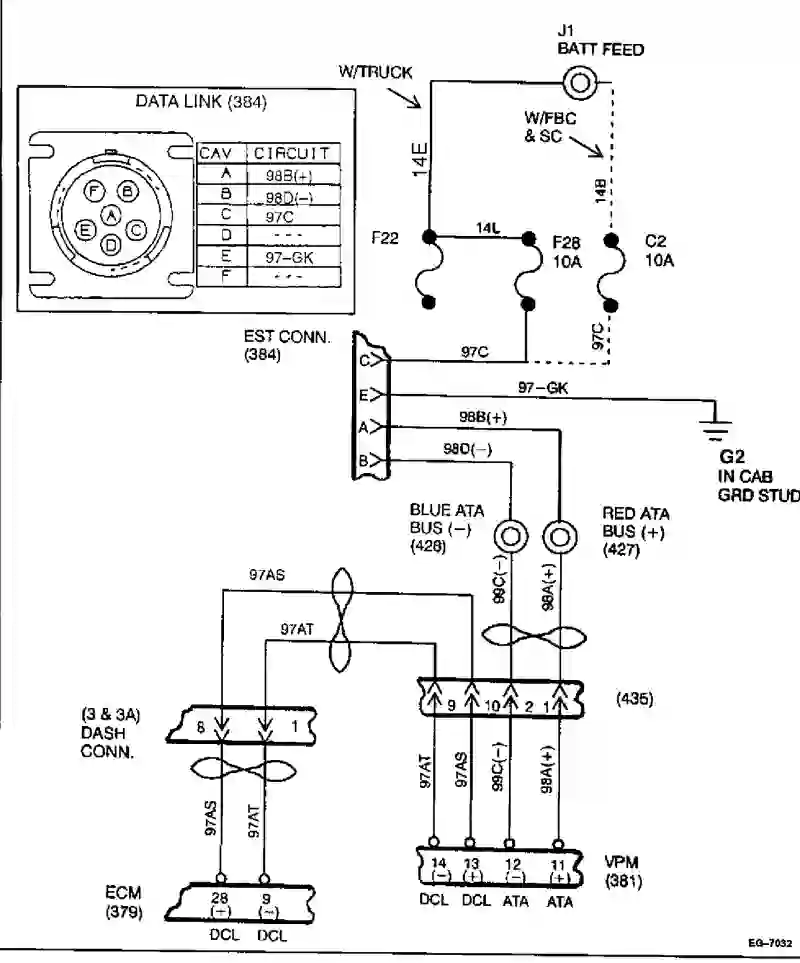 J1
BATT FEED
W/TRUCK
W/FBC
& SC
14E
14B
DATA LINK (384)
CAV CIRCUIT
A 98B(+)
B 98D(-)
C 97C
D ---
E 97-GK
F ---
F
B
A
E
C
D
F22
14L
F28
10A
C2
10A
EST CONN.
(384)
97C
97C
C
E
A
B
97-GK
98B(+)
98D(-)
G2
IN CAB
GRD STUD
BLUE ATA
BUS (-)
(428)
RED ATA
BUS (+)
(427)
99C(-)
98A(+)
97AS
97AT
(3 & 3A)
DASH
CONN.
8
1
9
10
2
1
(435)
97AS
97AT
97AT
97AS
99C(-)
98A(+)
ECM
(379)
28
(+)
9
(-)
DCL DCL
14
(-)
13
(+)
12
(-)
11
(+)
VPM
(381)
DCL DCL ATA ATA
EG-7032